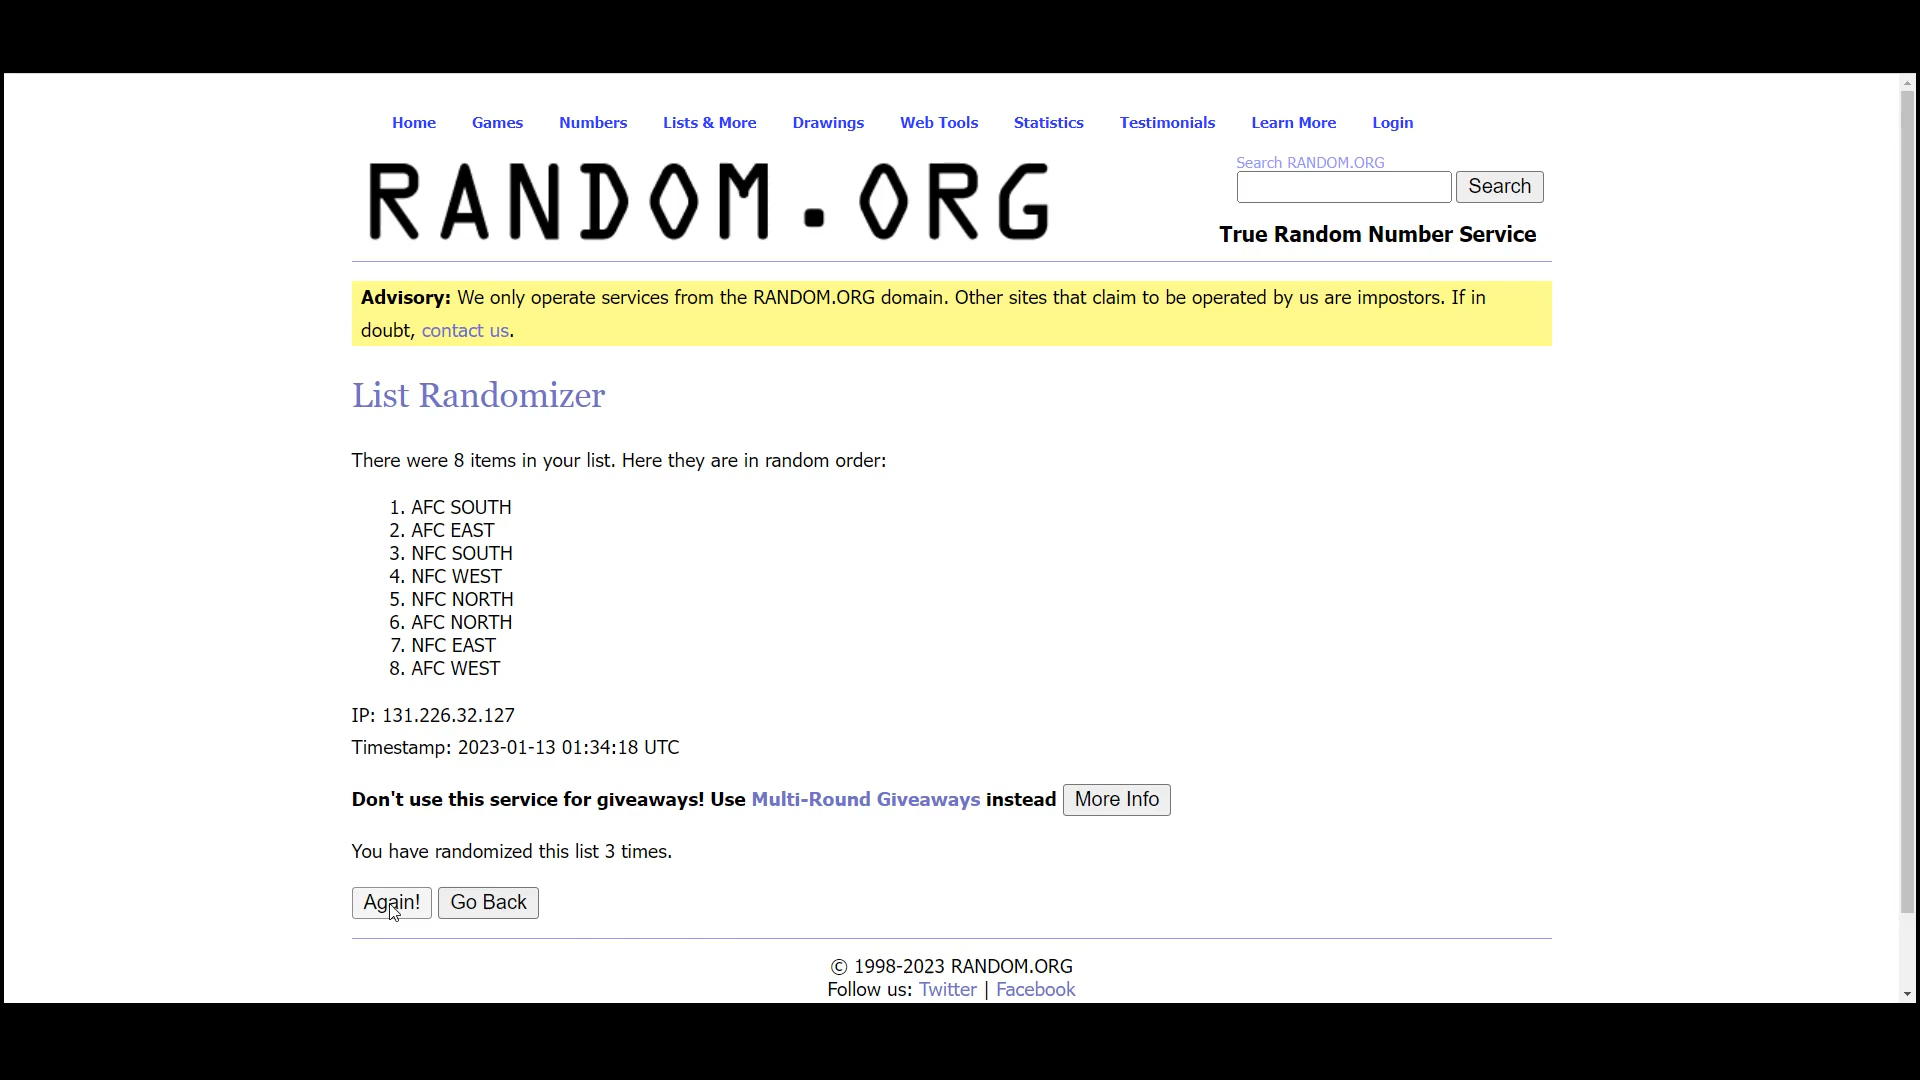 Home Games Numbers Lists & More Drawings Web Tools Statistics Testimonials Learn More Login
RANDOM.ORG
Search RANDOM.ORG
Search
True Random Number Service
Advisory: We only operate services from the RANDOM.ORG domain. Other sites that claim to be operated by us are impostors. If in
doubt, contact us.
List Randomizer
There were 8 items in your list. Here they are in random order:
1. AFC SOUTH
2. AFC EAST
3. NFC SOUTH
4. NFC WEST
5. NFC NORTH
6. AFC NORTH
7. NFC EAST
8. AFC WEST
IP: 131.226.32.127
Timestamp: 2023-01-13 01:34:18 UTC
Don't use this service for giveaways! Use Multi-Round Giveaways instead More Info
You have randomized this list 3 times.
Again! Go Back
© 1998-2023 RANDOM.ORG
Follow us: Twitter | Facebook